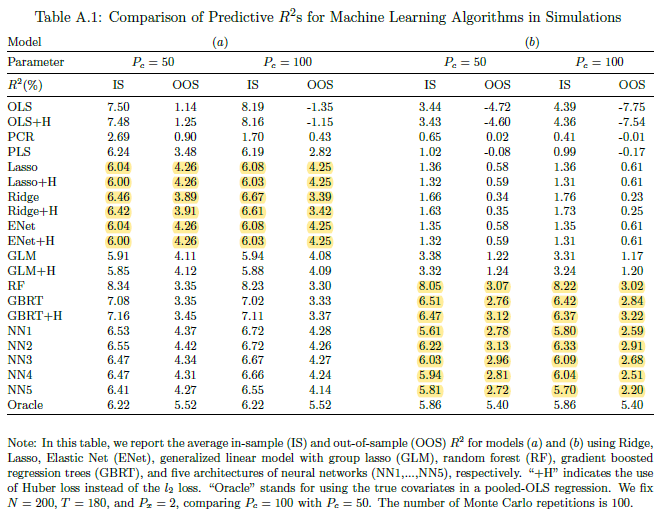 Table A.1: Comparison of Predictive R²s for Machine Learning Algorithms in Simulations
Model (a) (b)
Parameter P_c = 50 P_c = 100 P_c = 50 P_c = 100
R²(%) IS OOS IS OOS IS OOS IS OOS
OLS 7.50 1.14 8.19 -1.35 3.44 -4.72 4.39 -7.75
OLS+H 7.48 1.25 8.16 -1.15 3.43 -4.60 4.36 -7.54
PCR 2.69 0.90 1.70 0.43 0.65 0.02 0.41 -0.01
PLS 6.24 3.48 6.19 2.82 1.02 -0.08 0.99 -0.17
Lasso 6.04 4.26 6.08 4.25 1.36 0.58 1.36 0.61
Lasso+H 6.00 4.26 6.03 4.25 1.32 0.59 1.31 0.61
Ridge 6.46 3.89 6.67 3.39 1.66 0.34 1.76 0.23
Ridge+H 6.42 3.91 6.61 3.42 1.63 0.35 1.73 0.25
ENet 6.04 4.26 6.08 4.25 1.35 0.58 1.35 0.61
ENet+H 6.00 4.26 6.03 4.25 1.32 0.59 1.31 0.61
GLM 5.91 4.11 5.94 4.08 3.38 1.22 3.31 1.17
GLM+H 5.85 4.12 5.88 4.09 3.32 1.24 3.24 1.20
RF 8.34 3.35 8.23 3.30 8.05 3.07 8.22 3.02
GBRT 7.08 3.35 7.02 3.33 6.51 2.76 6.42 2.84
GBRT+H 7.16 3.45 7.11 3.37 6.47 3.12 6.37 3.22
NN1 6.53 4.37 6.72 4.28 5.61 2.78 5.80 2.59
NN2 6.55 4.42 6.72 4.26 6.22 3.13 6.33 2.91
NN3 6.47 4.34 6.67 4.27 6.03 2.96 6.09 2.68
NN4 6.47 4.31 6.66 4.24 5.94 2.81 6.04 2.51
NN5 6.41 4.27 6.55 4.14 5.81 2.72 5.70 2.20
Oracle 6.22 5.52 6.22 5.52 5.86 5.40 5.86 5.40
Note: In this table, we report the average in-sample (IS) and out-of-sample (OOS) R² for models (a) and (b) using Ridge,
Lasso, Elastic Net (ENet), generalized linear model with group lasso (GLM), random forest (RF), gradient boosted
regression trees (GBRT), and five architectures of neural networks (NN1,...,NN5), respectively. “+H” indicates the use
of Huber loss instead of the l₂ loss. “Oracle” stands for using the true covariates in a pooled-OLS regression. We fix
N = 200, T = 180, and P_x = 2, comparing P_c = 100 with P_c = 50. The number of Monte Carlo repetitions is 100.